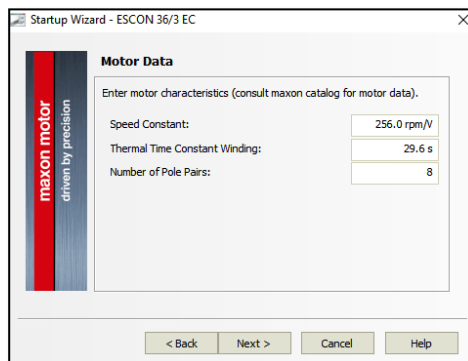 Startup Wizard - ESCON 36/3 EC
maxon motor
driven by precision
Motor Data
Enter motor characteristics (consult maxon catalog for motor data).
Speed Constant: 256.0 rpm/V
Thermal Time Constant Winding: 29.6 s
Number of Pole Pairs: 8
< Back Next > Cancel Help